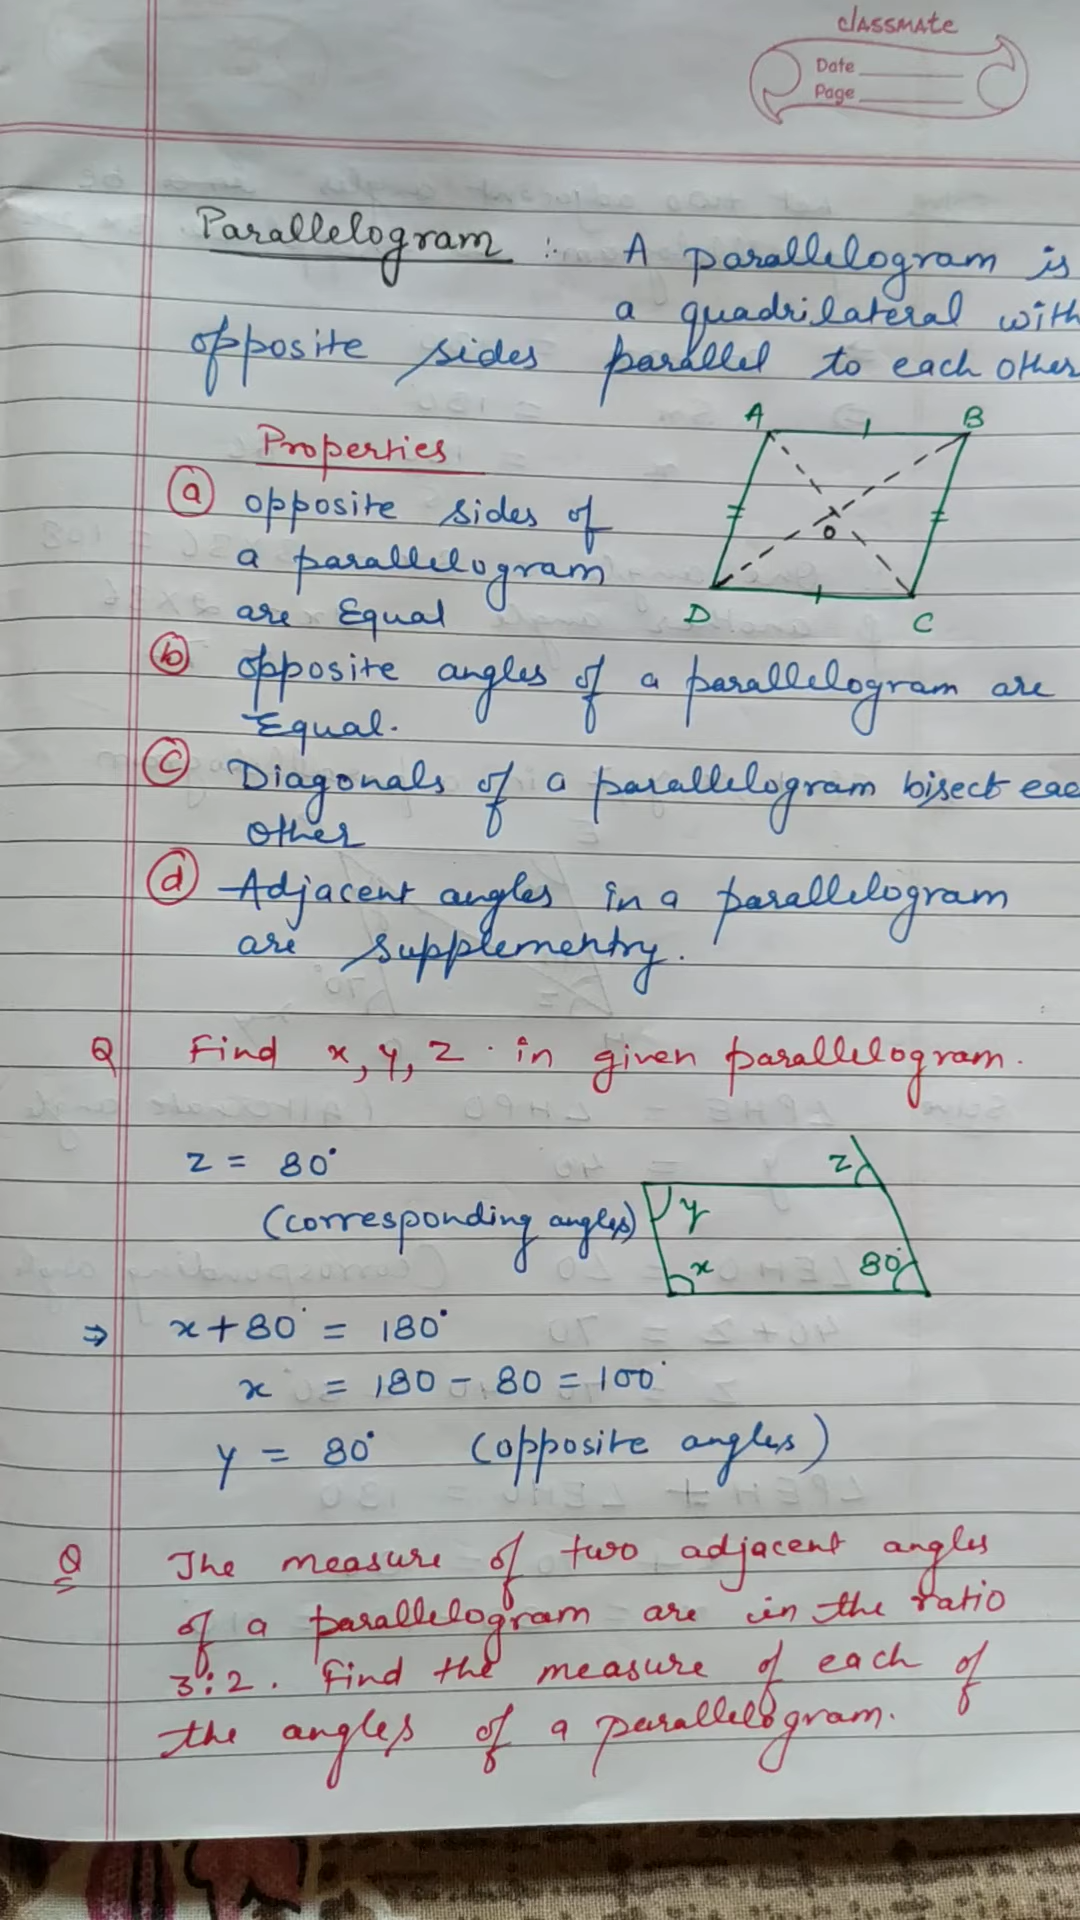 classmate
Date
Page
Parallelogram :- A parallelogram is
a quadrilateral with
opposite sides parallel to each other
A B
Properties
(a) opposite sides of
a parallelogram
are Equal
O
D C
(b) opposite angles of a parallelogram are
Equal.
(c) Diagonals of a parallelogram bisect eac
other
(d) Adjacent angles in a parallelogram
are supplementry.
Q Find x, y, z in given parallelogram.
z = 80°
z
(corresponding angles)
y
x 80°
⇒ x + 80° = 180°
x = 180 - 80 = 100°
y = 80° (opposite angles)
Q The measure of two adjacent angles
of a parallelogram are in the ratio
3:2. Find the measure of each of
the angles of a parallelogram.